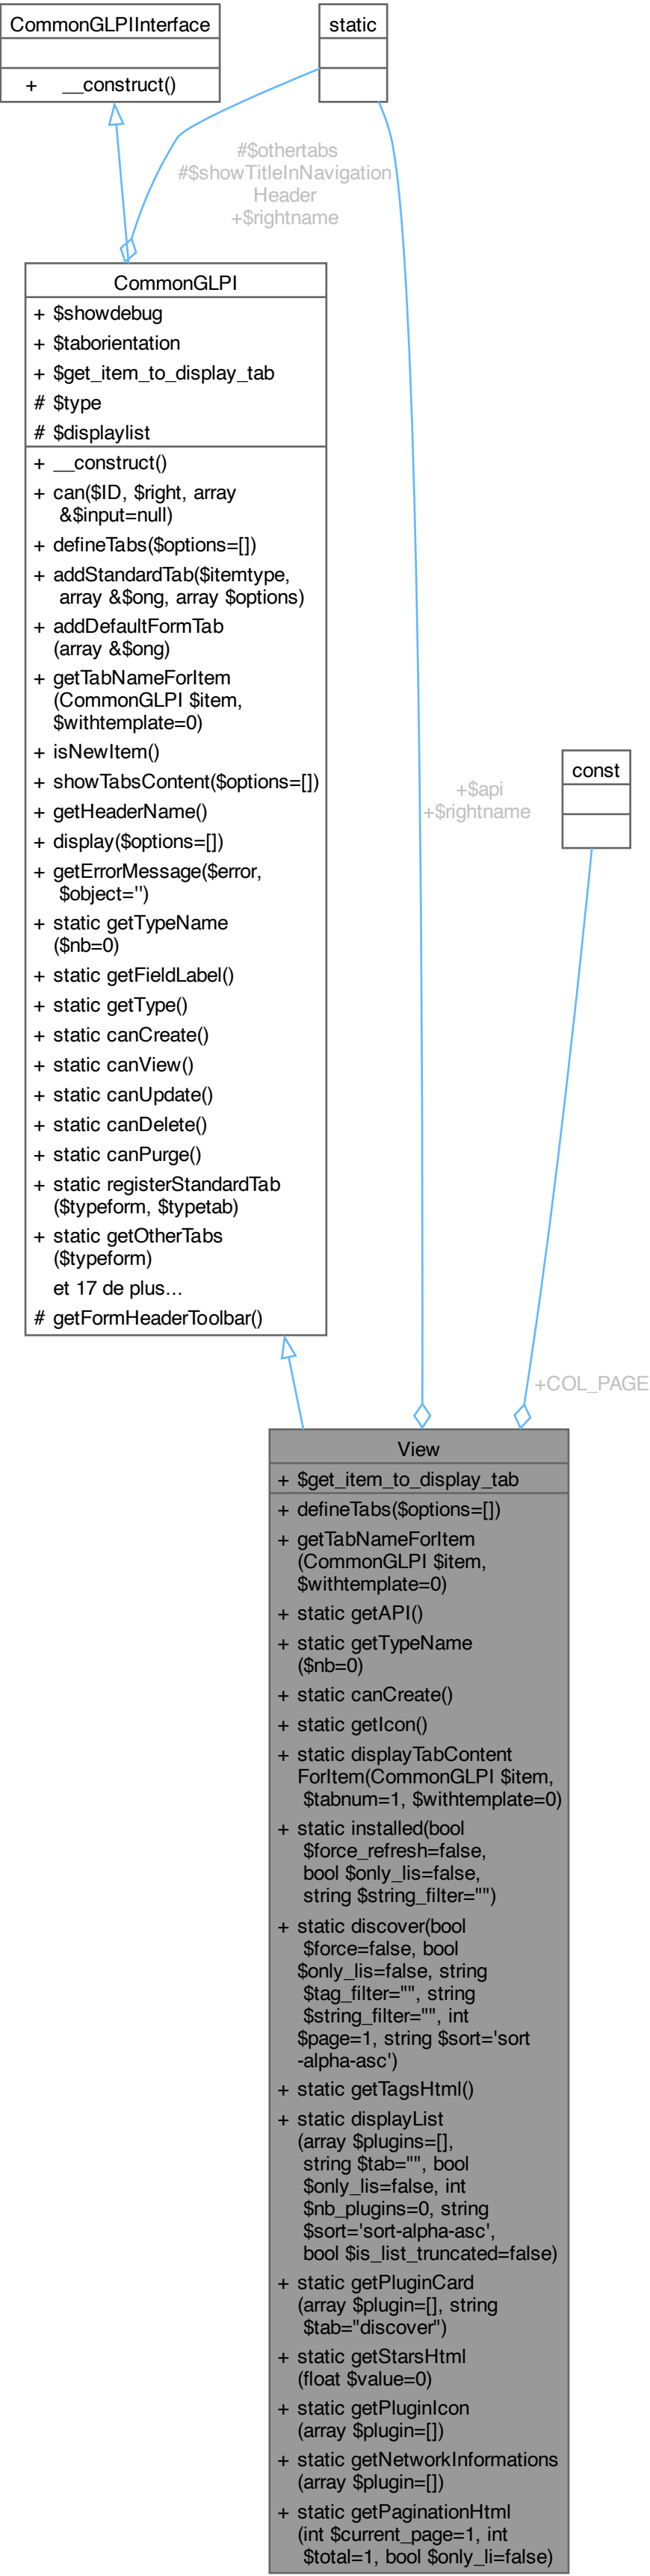 CommonGLPIInterface
+ __construct()
static
#$othertabs
#$showTitleInNavigation
Header
+$rightname
CommonGLPI
+ $showdebug
+ $taborientation
+ $get_item_to_display_tab
# $type
# $displaylist
+ __construct()
+ can($ID, $right, array
&$input=null)
+ defineTabs($options=[])
+ addStandardTab($itemtype,
array &$ong, array $options)
+ addDefaultFormTab
(array &$ong)
+ getTabNameForItem
(CommonGLPI $item,
$withtemplate=0)
+ isNewItem()
+ showTabsContent($options=[])
+ getHeaderName()
+ display($options=[])
+ getErrorMessage($error,
$object='')
+ static getTypeName
($nb=0)
+ static getFieldLabel()
+ static getType()
+ static canCreate()
+ static canView()
+ static canUpdate()
+ static canDelete()
+ static canPurge()
+ static registerStandardTab
($typeform, $typetab)
+ static getOtherTabs
($typeform)
et 17 de plus...
# getFormHeaderToolbar()
+$api
+$rightname
const
+COL_PAGE
View
+ $get_item_to_display_tab
+ defineTabs($options=[])
+ getTabNameForItem
(CommonGLPI $item,
$withtemplate=0)
+ static getAPI()
+ static getTypeName
($nb=0)
+ static canCreate()
+ static getIcon()
+ static displayTabContent
ForItem(CommonGLPI $item,
$tabnum=1, $withtemplate=0)
+ static installed(bool
$force_refresh=false,
bool $only_lis=false,
string $string_filter="")
+ static discover(bool
$force=false, bool
$only_lis=false, string
$tag_filter="", string
$string_filter="", int
$page=1, string $sort='sort
-alpha-asc')
+ static getTagsHtml()
+ static displayList
(array $plugins=[],
string $tab="", bool
$only_lis=false, int
$nb_plugins=0, string
$sort='sort-alpha-asc',
bool $is_list_truncated=false)
+ static getPluginCard
(array $plugin=[], string
$tab="discover")
+ static getStarsHtml
(float $value=0)
+ static getPluginIcon
(array $plugin=[])
+ static getNetworkInformations
(array $plugin=[])
+ static getPaginationHtml
(int $current_page=1, int
$total=1, bool $only_li=false)